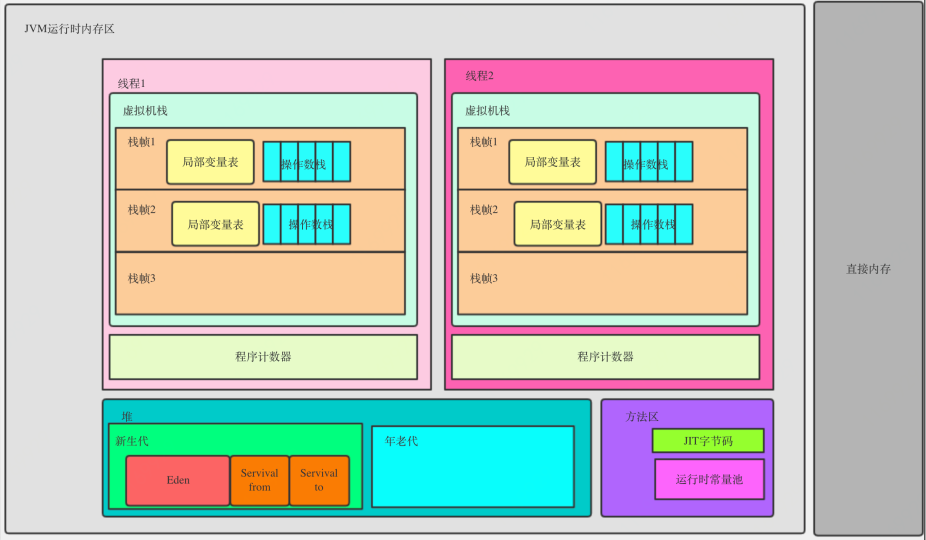 JVM运行时内存区
线程1
虚拟机栈
栈帧1
局部变量表
操作数栈
栈帧2
局部变量表
操作数栈
栈帧3
程序计数器
线程2
虚拟机栈
栈帧1
局部变量表
操作数栈
栈帧2
局部变量表
操作数栈
栈帧3
程序计数器
堆
新生代
Eden
Servival
from
Servival
to
年老代
方法区
JIT字节码
运行时常量池
直接内存